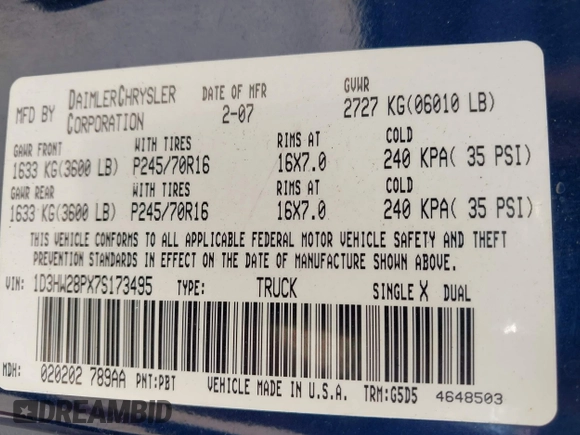 MFD BY DAIMLERCHRYSLER CORPORATION DATE OF MFR 2-07 GVWR 2727 KG(06010 LB)
GAWR FRONT WITH TIRES RIMS AT COLD
1633 KG(3600 LB) P245/70R16 16X7.0 240 KPA( 35 PSI)
GAWR REAR WITH TIRES RIMS AT COLD
1633 KG(3600 LB) P245/70R16 16X7.0 240 KPA( 35 PSI)
THIS VEHICLE CONFORMS TO ALL APPLICABLE FEDERAL MOTOR VEHICLE SAFETY AND THEFT
PREVENTION STANDARDS IN EFFECT ON THE DATE OF MANUFACTURE SHOWN ABOVE.
VIN: 1D3HW28PX7S173495 TYPE: TRUCK SINGLE X DUAL
MDH: 020202 789AA PNT:PBT VEHICLE MADE IN U.S.A. TRM:G5D5 4648503
DREAMBID